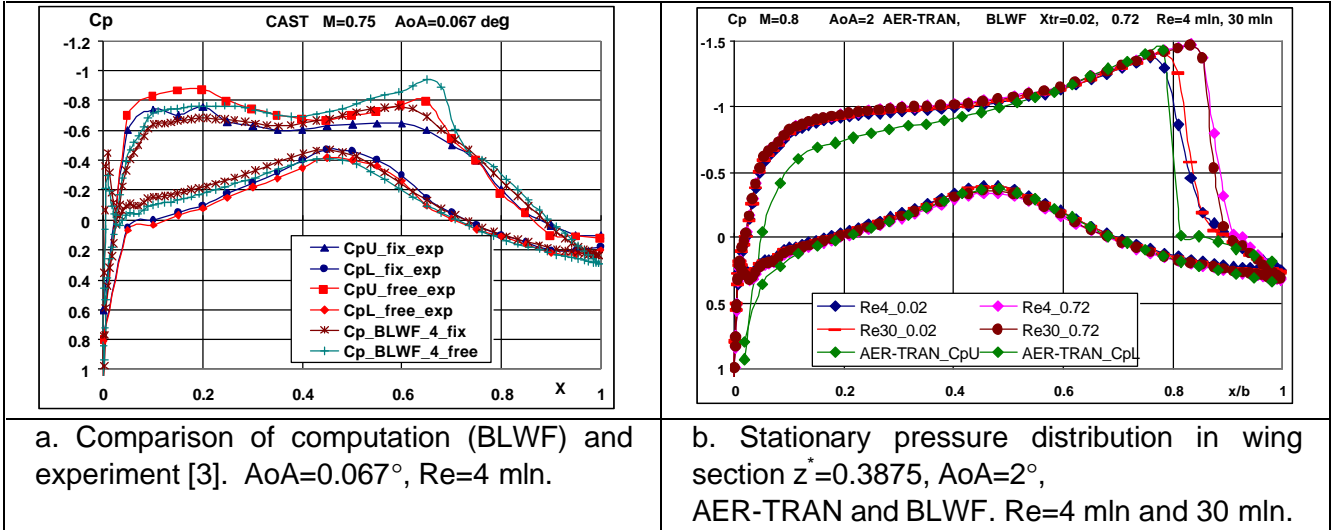 Cp CAST M=0.75 AoA=0.067 deg
-1.2
-1
-0.8
-0.6
-0.4
-0.2
0
0.2
0.4
0.6
0.8
1
0 0.2 0.4 0.6 0.8 1
X
CpU_fix_exp
CpL_fix_exp
CpU_free_exp
CpL_free_exp
Cp_BLWF_4_fix
Cp_BLWF_4_free
a. Comparison of computation (BLWF) and
experiment [3]. AoA=0.067°, Re=4 mln.
Cp M=0.8 AoA=2 AER-TRAN, BLWF Xtr=0.02, 0.72 Re=4 mln, 30 mln
-1.5
-1
-0.5
0
0.5
1
0 0.2 0.4 0.6 0.8 1
x/b
Re4_0.02 Re4_0.72
Re30_0.02 Re30_0.72
AER-TRAN_CpU AER-TRAN_CpL
b. Stationary pressure distribution in wing
section z*=0.3875, AoA=2°,
AER-TRAN and BLWF. Re=4 mln and 30 mln.